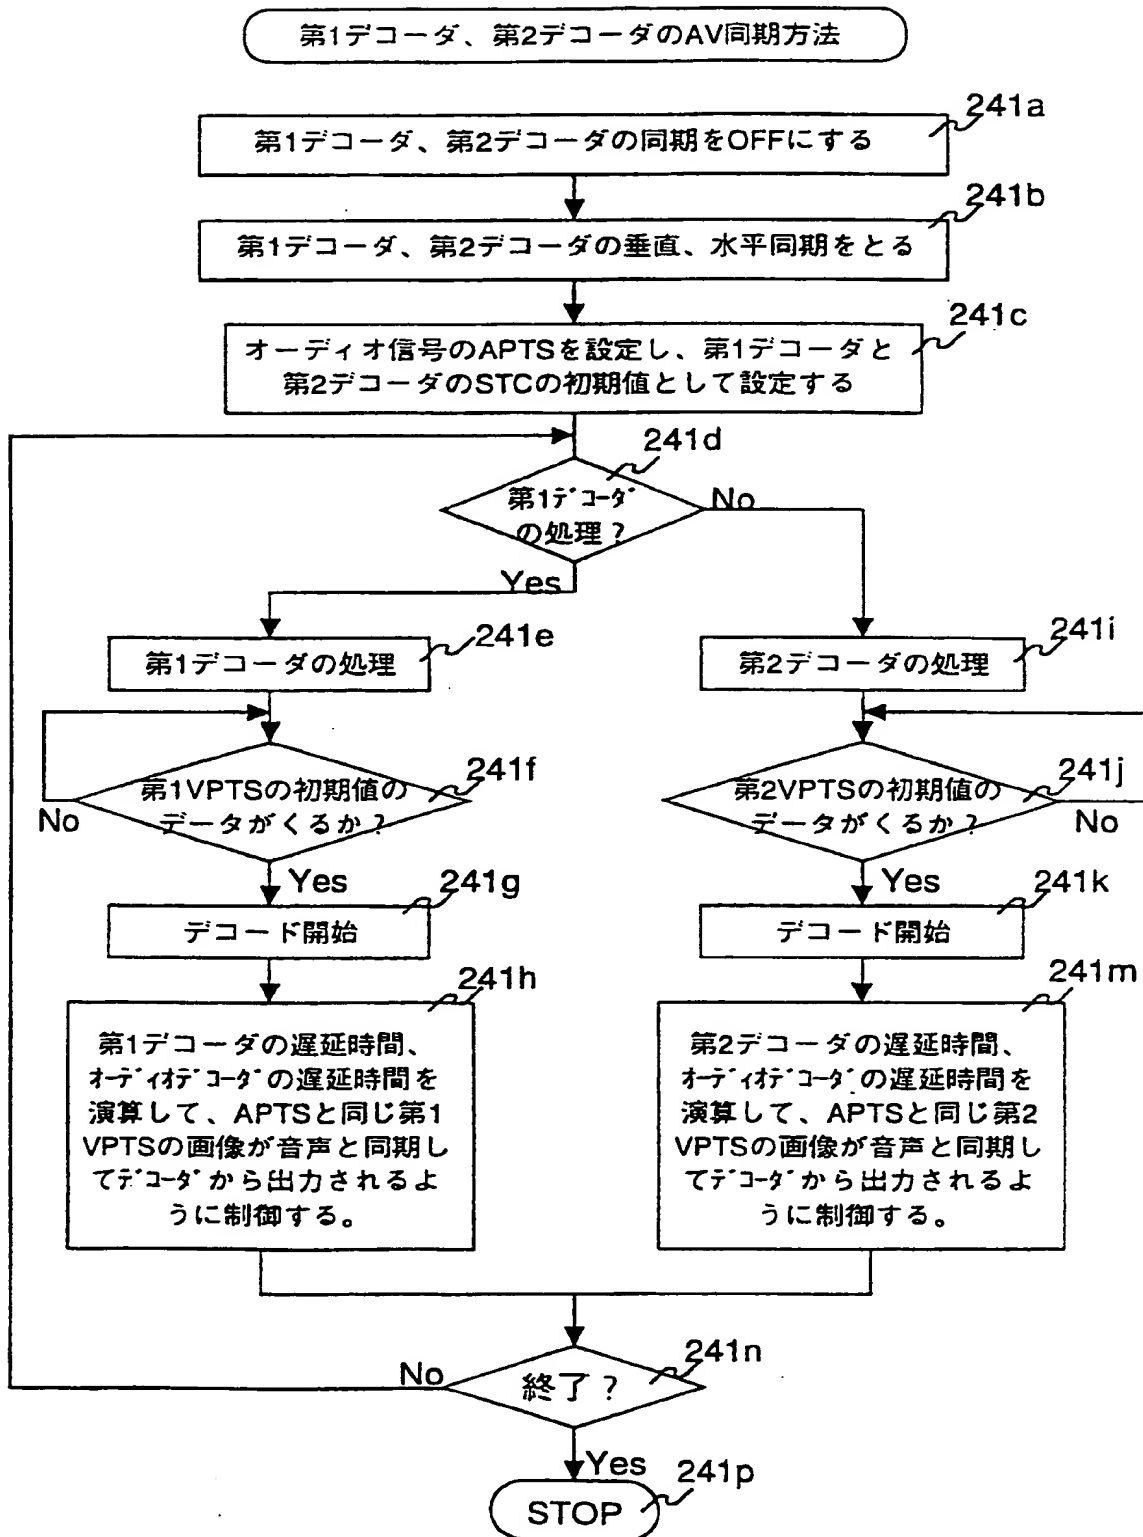 第1デコーダ、第2デコーダのAV同期方法
241a
第1デコーダ、第2デコーダの同期をOFFにする
241b
第1デコーダ、第2デコーダの垂直、水平同期をとる
241c
オーディオ信号のAPTSを設定し、第1デコーダと
第2デコーダのSTCの初期値として設定する
241d
第1ﾃﾞｺｰﾀﾞ
の処理？
No
Yes
241e
第1デコーダの処理
241f
第1VPTSの初期値の
データがくるか？
No
Yes
241g
デコード開始
241h
第1デコーダの遅延時間、
ｵｰﾃﾞｨｵﾃﾞｺｰﾀﾞの遅延時間を
演算して、APTSと同じ第1
VPTSの画像が音声と同期し
てﾃﾞｺｰﾀﾞから出力されるよ
うに制御する。
241i
第2デコーダの処理
241j
第2VPTSの初期値の
データがくるか？
No
Yes
241k
デコード開始
241m
第2デコーダの遅延時間、
ｵｰﾃﾞｨｵﾃﾞｺｰﾀﾞの遅延時間を
演算して、APTSと同じ第2
VPTSの画像が音声と同期し
てﾃﾞｺｰﾀﾞから出力されるよ
うに制御する。
241n
終了？
No
Yes
241p
STOP